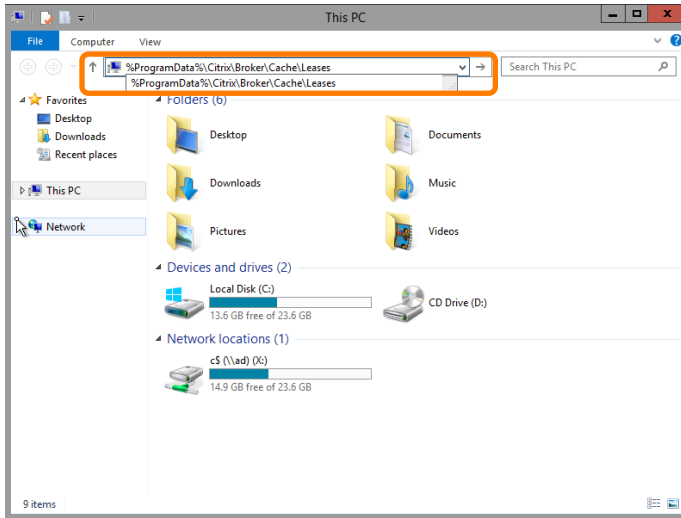 This PC
File Computer View
%ProgramData%\Citrix\Broker\Cache\Leases
Search This PC
%ProgramData%\Citrix\Broker\Cache\Leases
Favorites
Desktop
Downloads
Recent places
This PC
Network
Folders (6)
Desktop
Documents
Downloads
Music
Pictures
Videos
Devices and drives (2)
Local Disk (C:)
13.6 GB free of 23.6 GB
CD Drive (D:)
Network locations (1)
c$ (\\ad) (X:)
14.9 GB free of 23.6 GB
9 items